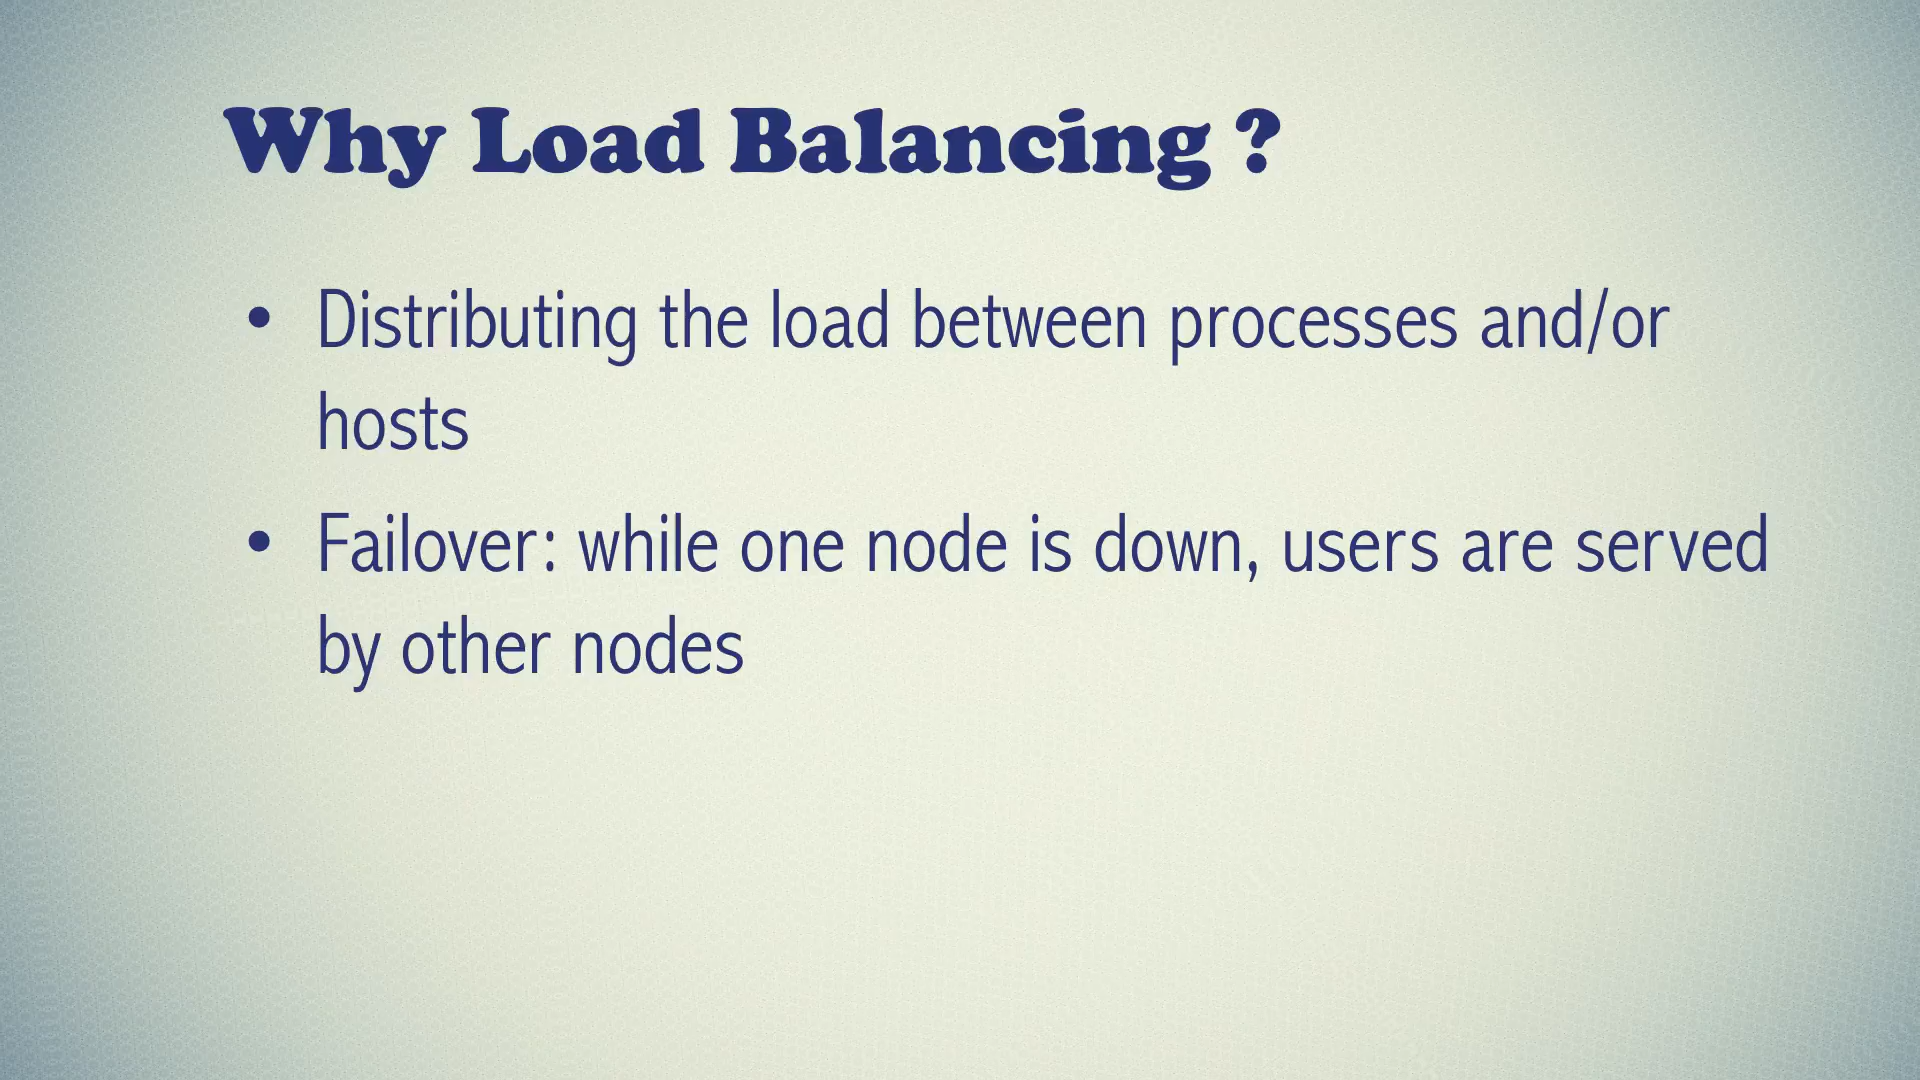 Why Load Balancing ?
• Distributing the load between processes and/or
hosts
• Failover: while one node is down, users are served
by other nodes